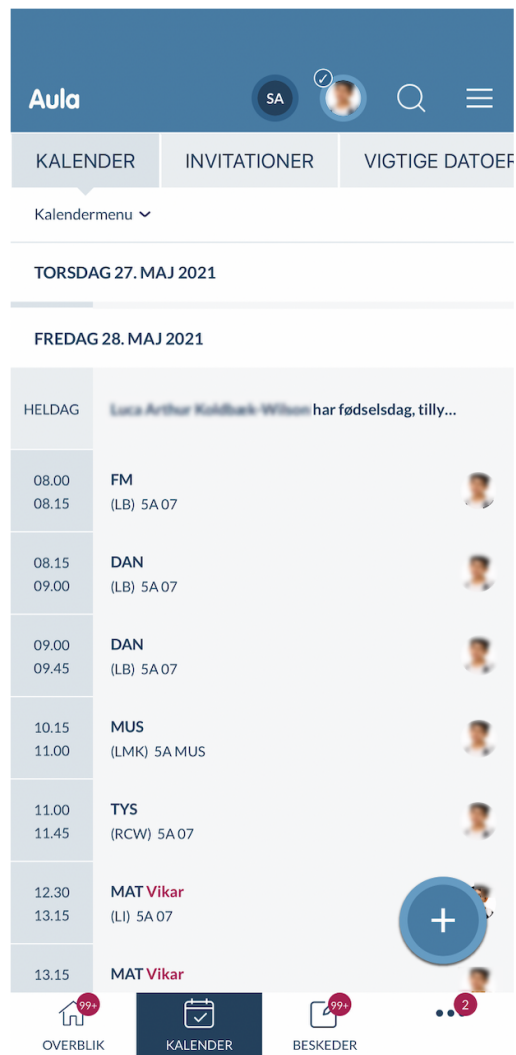 Aula
SA
KALENDER INVITATIONER VIGTIGE DATOER
Kalendermenu
TORSDAG 27. MAJ 2021
FREDAG 28. MAJ 2021
HELDAG har fødselsdag, tilly...
08.00 FM
08.15 (LB) 5A 07
08.15 DAN
09.00 (LB) 5A 07
09.00 DAN
09.45 (LB) 5A 07
10.15 MUS
11.00 (LMK) 5A MUS
11.00 TYS
11.45 (RCW) 5A 07
12.30 MAT Vikar
13.15 (LI) 5A 07
+
13.15 MAT Vikar
99+ 99+ 2
OVERBLIK KALENDER BESKEDER